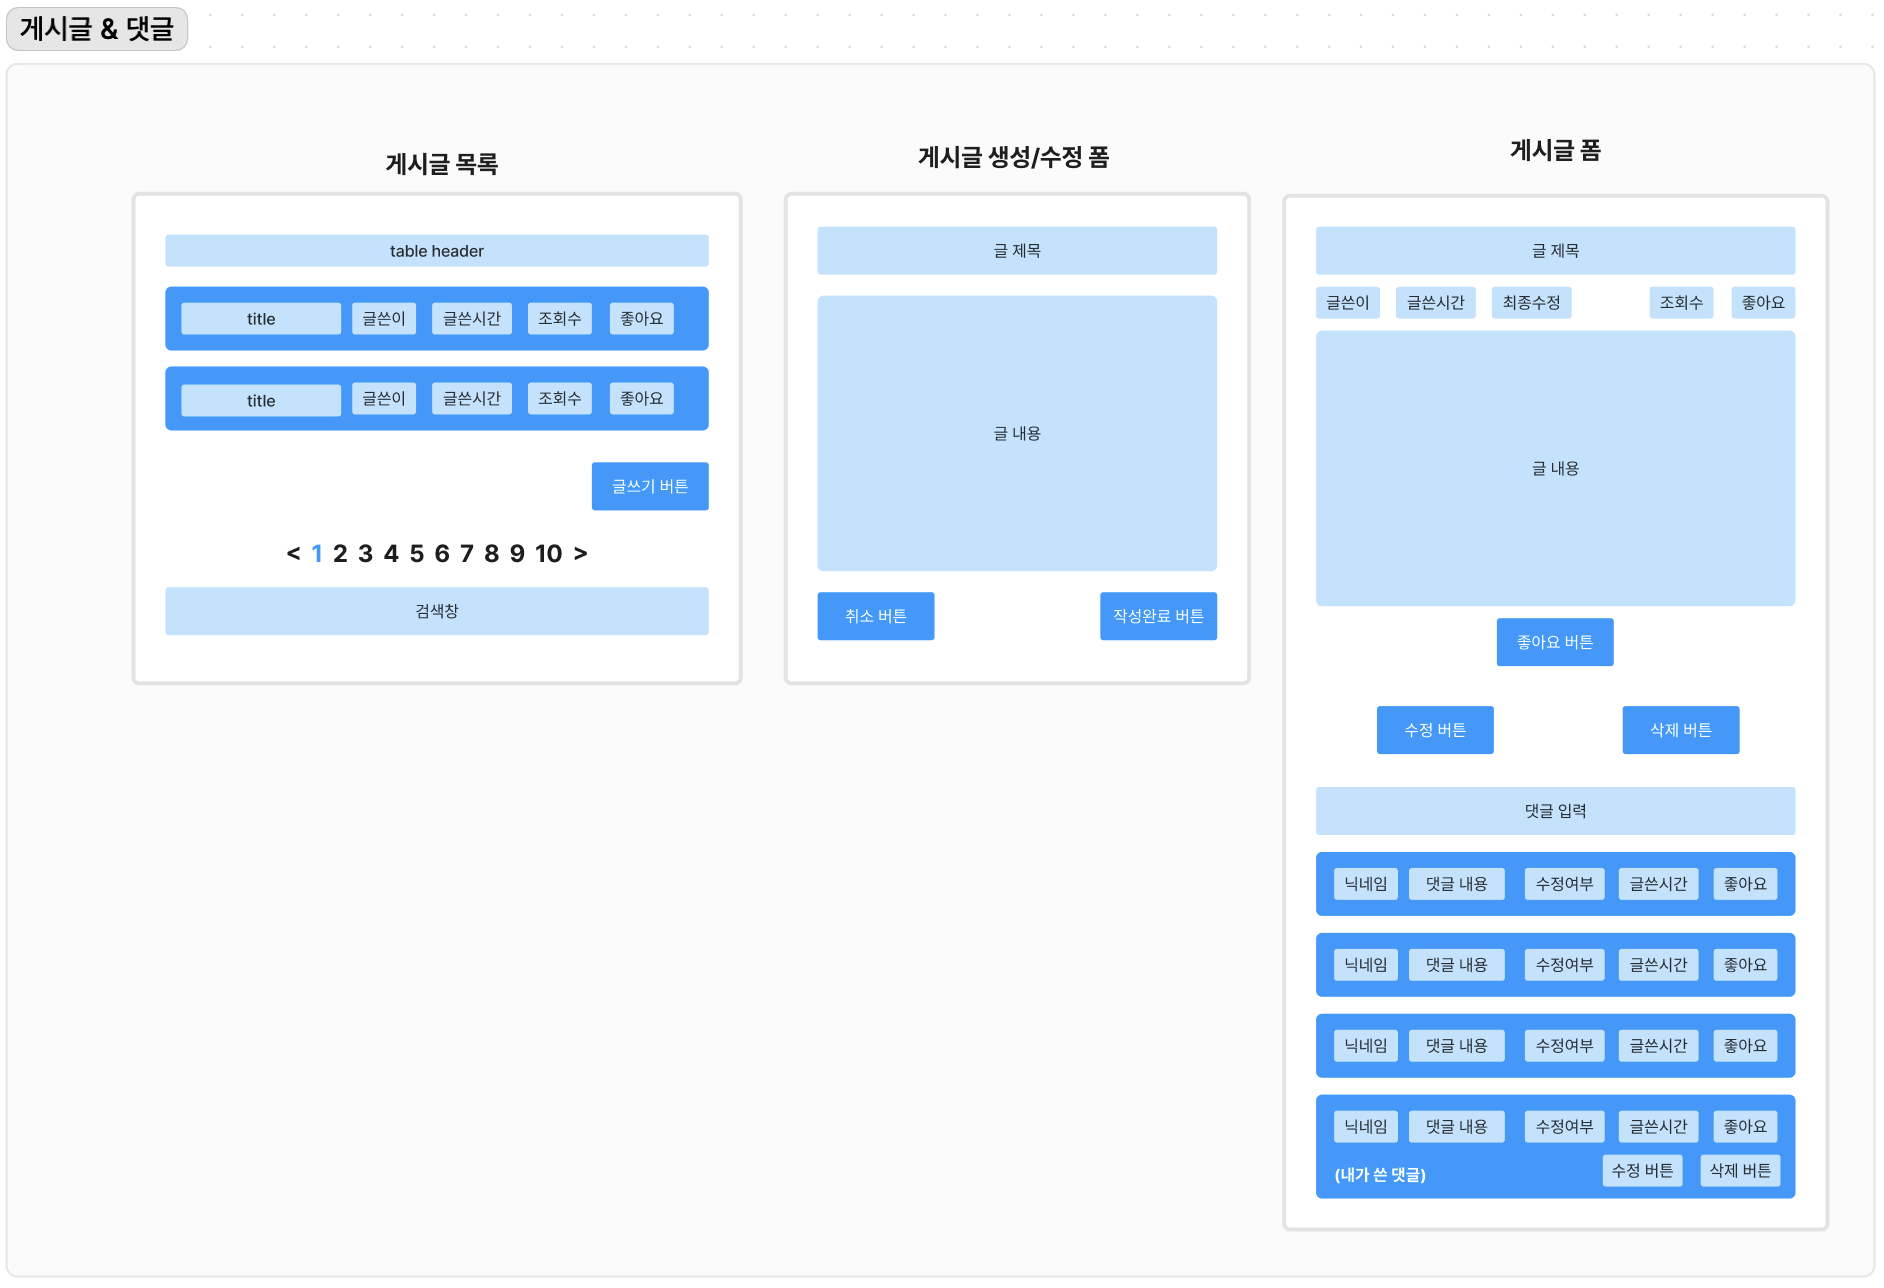 게시글 & 댓글
게시글 목록
table header
title 글쓴이 글쓴시간 조회수 좋아요
title 글쓴이 글쓴시간 조회수 좋아요
글쓰기 버튼
< 1 2 3 4 5 6 7 8 9 10 >
검색창
게시글 생성/수정 폼
글 제목
글 내용
취소 버튼 작성완료 버튼
게시글 폼
글 제목
글쓴이 글쓴시간 최종수정 조회수 좋아요
글 내용
좋아요 버튼
수정 버튼 삭제 버튼
댓글 입력
닉네임 댓글 내용 수정여부 글쓴시간 좋아요
닉네임 댓글 내용 수정여부 글쓴시간 좋아요
닉네임 댓글 내용 수정여부 글쓴시간 좋아요
닉네임 댓글 내용 수정여부 글쓴시간 좋아요
(내가 쓴 댓글) 수정 버튼 삭제 버튼